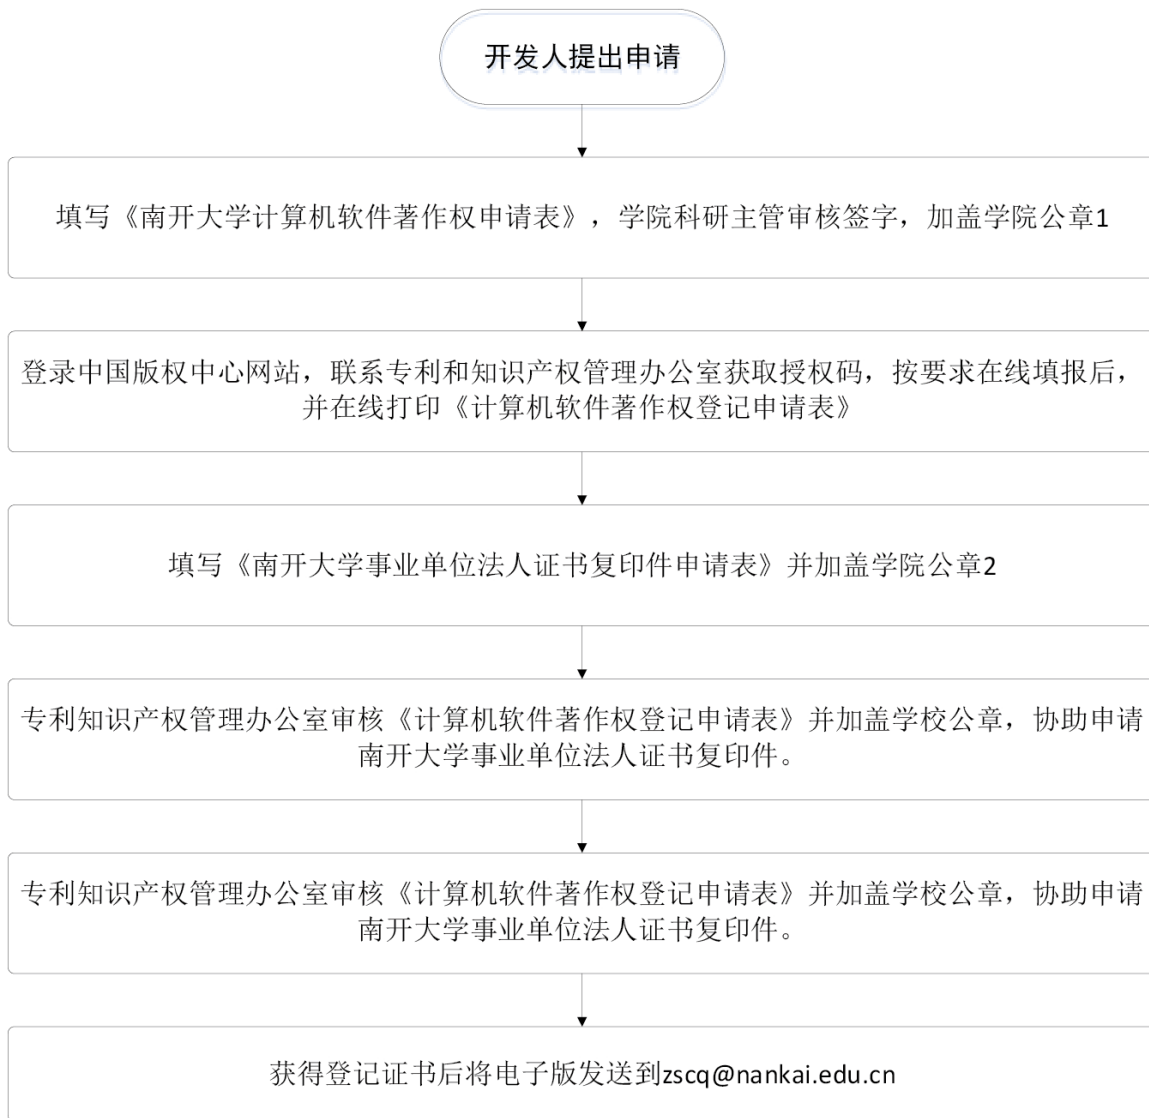 开发人提出申请
填写《南开大学计算机软件著作权申请表》，学院科研主管审核签字，加盖学院公章1
登录中国版权中心网站，联系专利和知识产权管理办公室获取授权码，按要求在线填报后，
并在线打印《计算机软件著作权登记申请表》
填写《南开大学事业单位法人证书复印件申请表》并加盖学院公章2
专利知识产权管理办公室审核《计算机软件著作权登记申请表》并加盖学校公章，协助申请
南开大学事业单位法人证书复印件。
专利知识产权管理办公室审核《计算机软件著作权登记申请表》并加盖学校公章，协助申请
南开大学事业单位法人证书复印件。
获得登记证书后将电子版发送到zscq@nankai.edu.cn